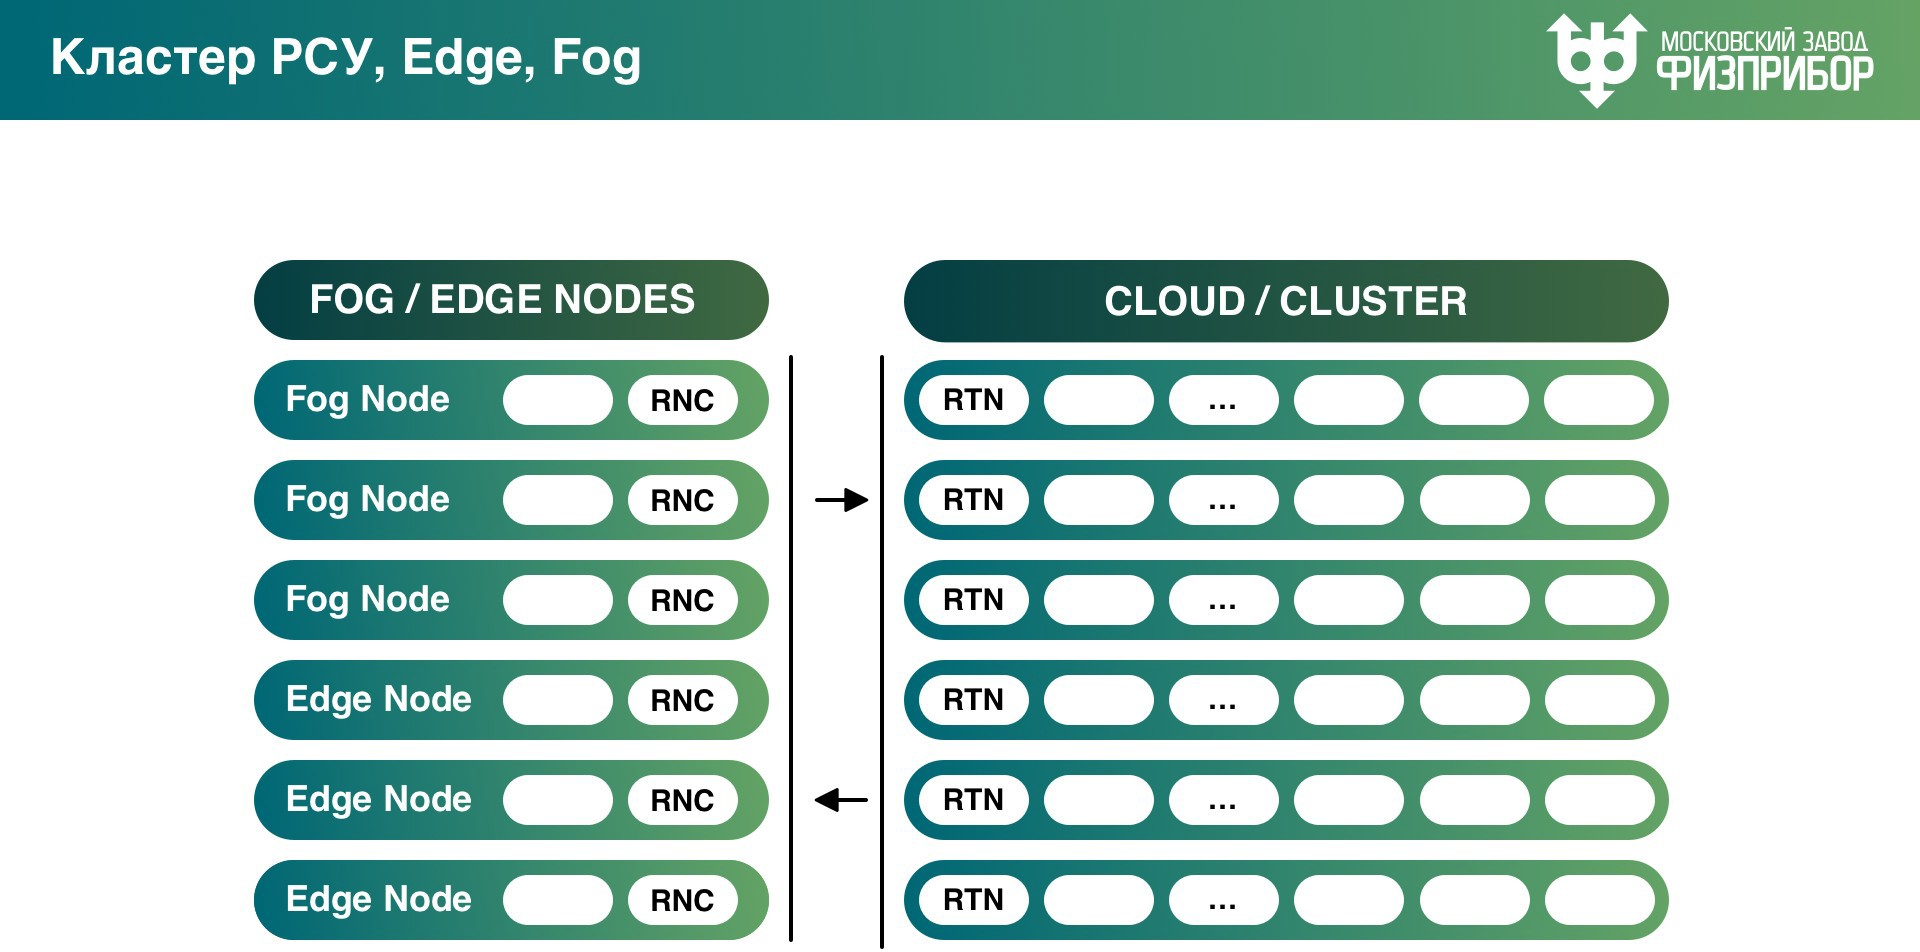 Кластер РСУ, Edge, Fog
МОСКОВСКИЙ ЗАВОД
ФИЗПРИБОР
FOG / EDGE NODES
CLOUD / CLUSTER
Fog Node RNC
RTN ...
Fog Node RNC
RTN ...
Fog Node RNC
RTN ...
Edge Node RNC
RTN ...
Edge Node RNC
RTN ...
Edge Node RNC
RTN ...